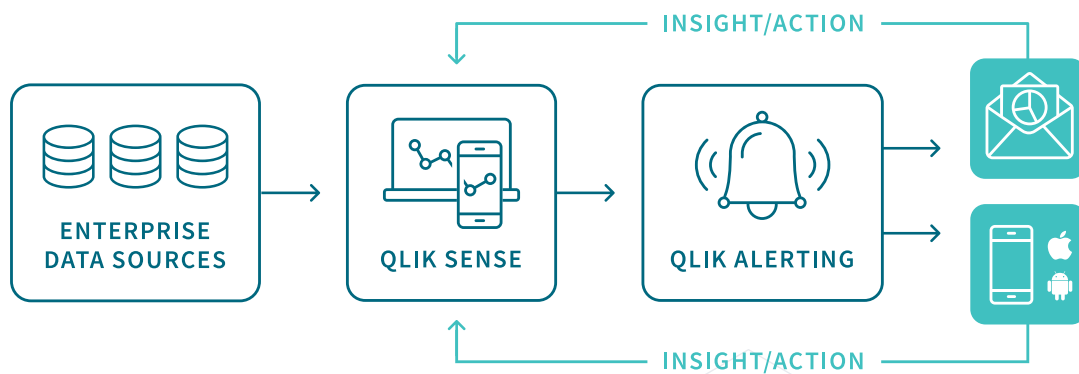 INSIGHT/ACTION
ENTERPRISE
DATA SOURCES
QLIK SENSE
QLIK ALERTING
INSIGHT/ACTION